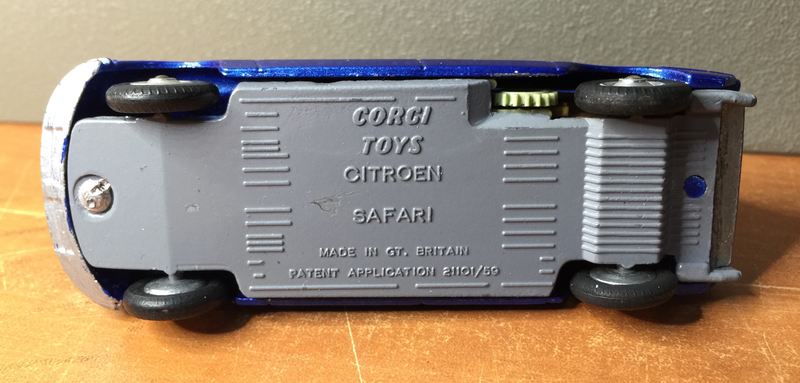 CORGI
TOYS
CITROEN
SAFARI
MADE IN GT. BRITAIN
PATENT APPLICATION 21101/59